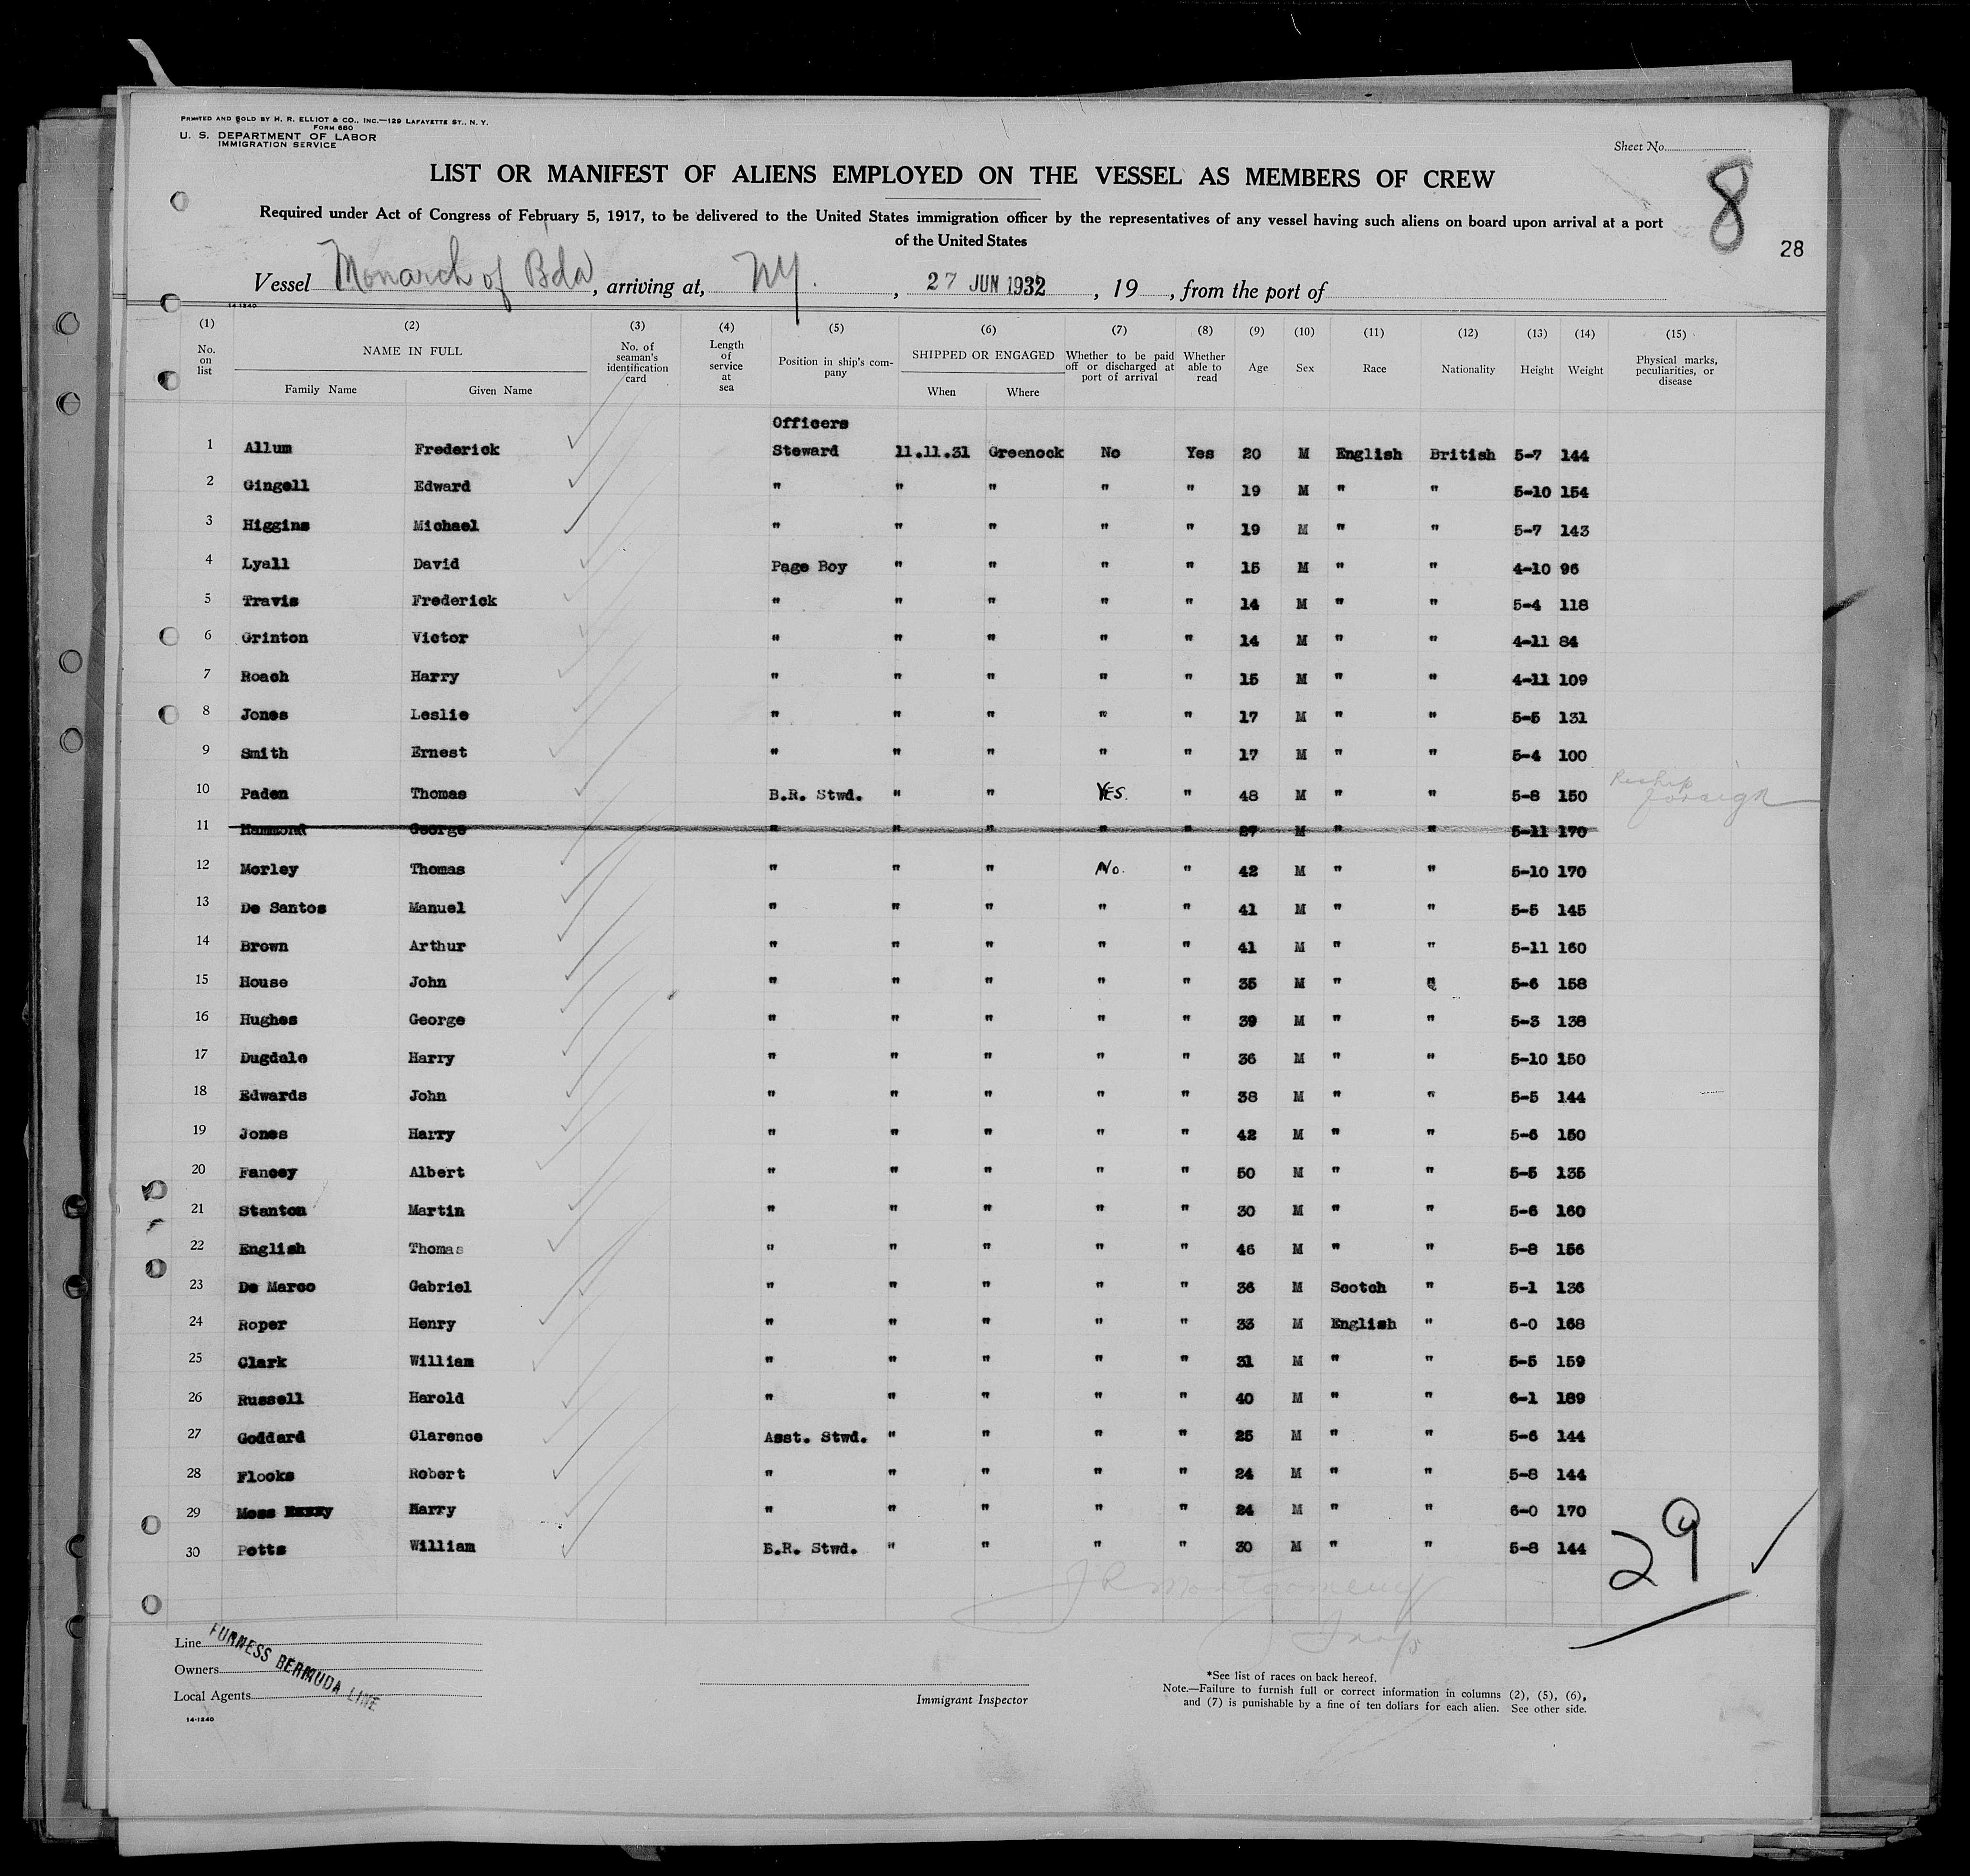 PRINTED AND SOLD BY H. R. ELLIOT & CO., INC.—129 LAFAYETTE ST., N. Y.
FORM 680
U. S. DEPARTMENT OF LABOR
IMMIGRATION SERVICE
Sheet No.
8
28
LIST OR MANIFEST OF ALIENS EMPLOYED ON THE VESSEL AS MEMBERS OF CREW
Required under Act of Congress of February 5, 1917, to be delivered to the United States immigration officer by the representatives of any vessel having such aliens on board upon arrival at a port
of the United States
Vessel Monarch of Bda, arriving at, NY., 27 JUN 1932, 19, from the port of
14-1240
(1) (2) (3) (4) (5) (6) (7) (8) (9) (10) (11) (12) (13) (14) (15)
No. on list NAME IN FULL Family Name Given Name No. of seaman's identification card Length of service at sea Position in ship's company SHIPPED OR ENGAGED When Where Whether to be paid off or discharged at port of arrival Whether able to read Age Sex Race Nationality Height Weight Physical marks, peculiarities, or disease
Officers
1 Allum Frederick Steward 11.11.31 Greenock No Yes 20 M English British 5-7 144
2 Gingell Edward " " " " " 19 M " " 5-10 154
3 Higgins Michael " " " " " 19 M " " 5-7 143
4 Lyall David Page Boy " " " " 15 M " " 4-10 96
5 Travis Frederick " " " " " 14 M " " 5-4 118
6 Grinton Victor " " " " " 14 M " " 4-11 84
7 Roach Harry " " " " " 15 M " " 4-11 109
8 Jones Leslie " " " " " 17 M " " 5-5 131
9 Smith Ernest " " " " " 17 M " " 5-4 100
10 Paden Thomas B.R. Stwd. " " YES. " 48 M " " 5-8 150 Reship foreign
11 Hammond George " " " " " 27 M " " 5-11 170
12 Morley Thomas " " " No. " 42 M " " 5-10 170
13 De Santos Manuel " " " " " 41 M " " 5-5 145
14 Brown Arthur " " " " " 41 M " " 5-11 160
15 House John " " " " " 35 M " " 5-6 158
16 Hughes George " " " " " 39 M " " 5-3 138
17 Dugdale Harry " " " " " 36 M " " 5-10 150
18 Edwards John " " " " " 38 M " " 5-5 144
19 Jones Harry " " " " " 42 M " " 5-6 150
20 Fancey Albert " " " " " 50 M " " 5-5 135
21 Stanton Martin " " " " " 30 M " " 5-6 160
22 English Thomas " " " " " 46 M " " 5-8 156
23 De Marco Gabriel " " " " " 36 M Scotch " 5-1 136
24 Roper Henry " " " " " 33 M English " 6-0 168
25 Clark William " " " " " 31 M " " 5-5 159
26 Russell Harold " " " " " 40 M " " 6-1 189
27 Goddard Clarence Asst. Stwd. " " " " 25 M " " 5-6 144
28 Flooks Robert " " " " " 24 M " " 5-8 144
29 Moss Harry " " " " " 24 M " " 6-0 170
30 Potts William B.R. Stwd. " " " " 30 M " " 5-8 144
29
J R Montgomery
Line
Owners
Local Agents
FURNESS BERMUDA LINE
14-1240
Immigrant Inspector
*See list of races on back hereof.
Note.—Failure to furnish full or correct information in columns (2), (5), (6),
and (7) is punishable by a fine of ten dollars for each alien. See other side.